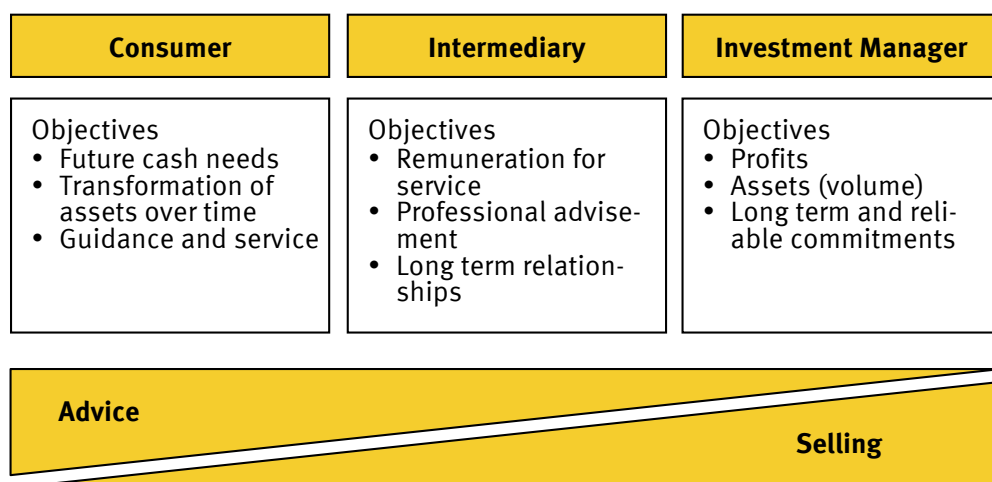 Consumer
Objectives
• Future cash needs
• Transformation of
assets over time
• Guidance and service
Intermediary
Objectives
• Remuneration for
service
• Professional advise-
ment
• Long term relation-
ships
Investment Manager
Objectives
• Profits
• Assets (volume)
• Long term and reli-
able commitments
Advice
Selling